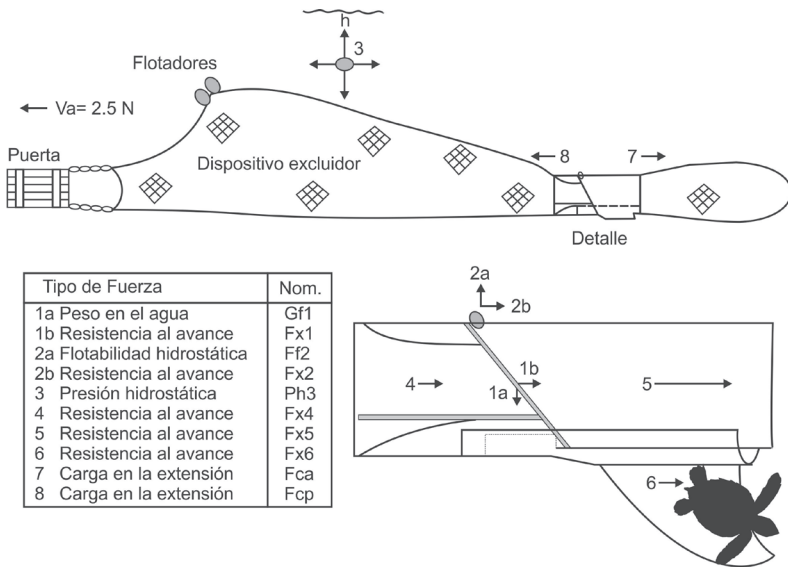 h
3
Flotadores
Va= 2.5 N
Puerta
Dispositivo excluidor
8
7
Detalle
Tipo de Fuerza Nom.
1a Peso en el agua Gf1
1b Resistencia al avance Fx1
2a Flotabilidad hidrostática Ff2
2b Resistencia al avance Fx2
3 Presión hidrostática Ph3
4 Resistencia al avance Fx4
5 Resistencia al avance Fx5
6 Resistencia al avance Fx6
7 Carga en la extensión Fca
8 Carga en la extensión Fcp
2a
2b
1b
4
1a
5
6